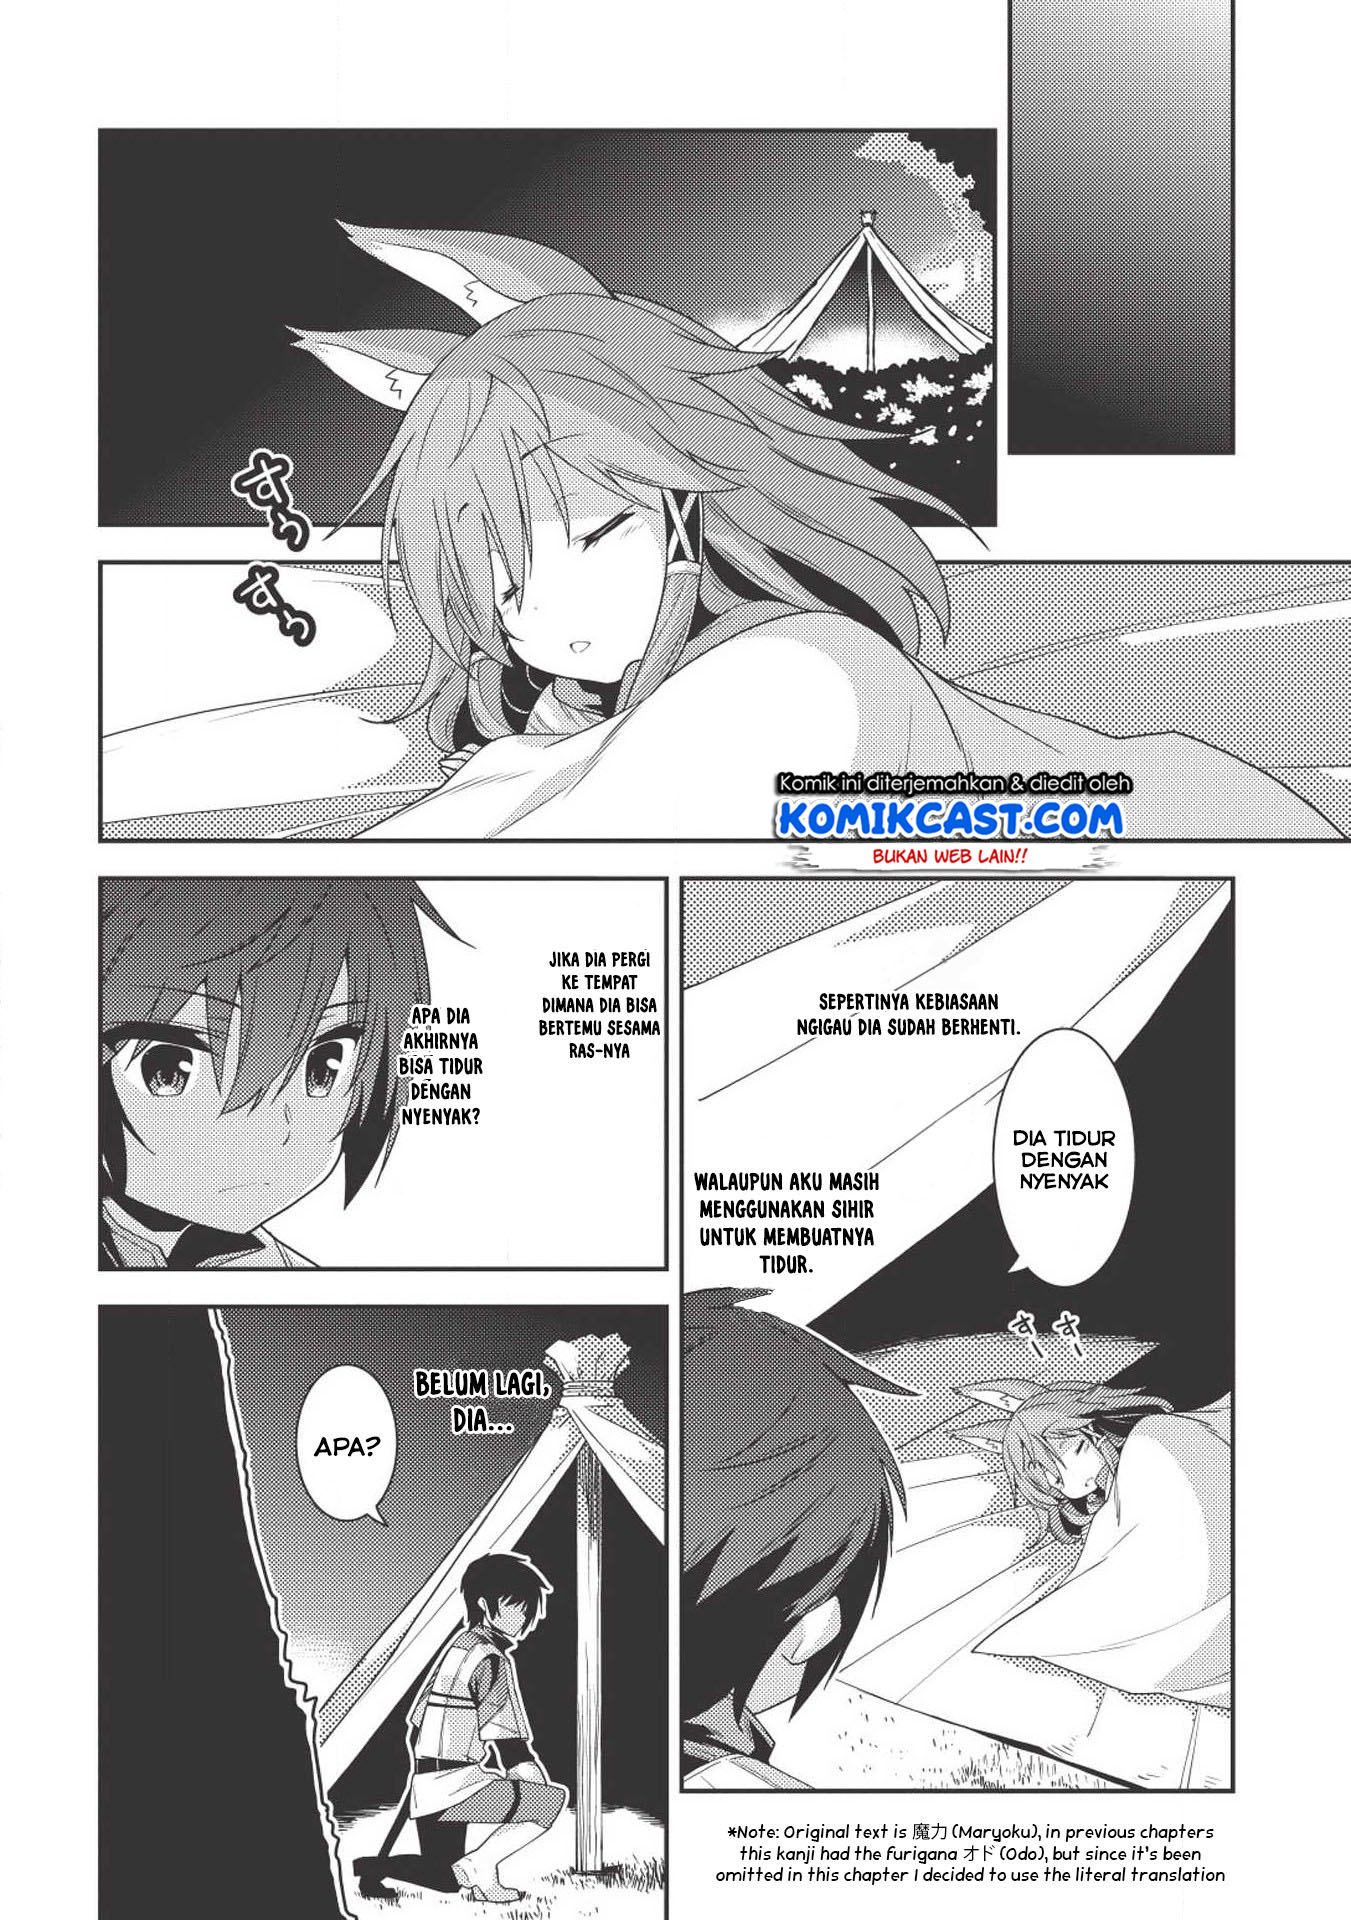 すぅ
すぅ
Komik ini diterjemahkan & diedit oleh
KOMIKCAST.COM
BUKAN WEB LAIN!!
SEPERTINYA KEBIASAAN
NGIGAU DIA SUDAH BERHENTI.
DIA TIDUR
DENGAN
NYENYAK
WALAUPUN AKU MASIH
MENGGUNAKAN SIHIR
UNTUK MEMBUATNYA
TIDUR.
すぅ
すぅ
JIKA DIA PERGI
KE TEMPAT
DIMANA DIA BISA
BERTEMU SESAMA
RAS-NYA
APA DIA
AKHIRNYA
BISA TIDUR
DENGAN
NYENYAK?
BELUM LAGI,
DIA...
APA?
*Note: Original text is 魔力 (Maryoku), in previous chapters
this kanji had the furigana オド (Odo), but since it's been
omitted in this chapter I decided to use the literal translation